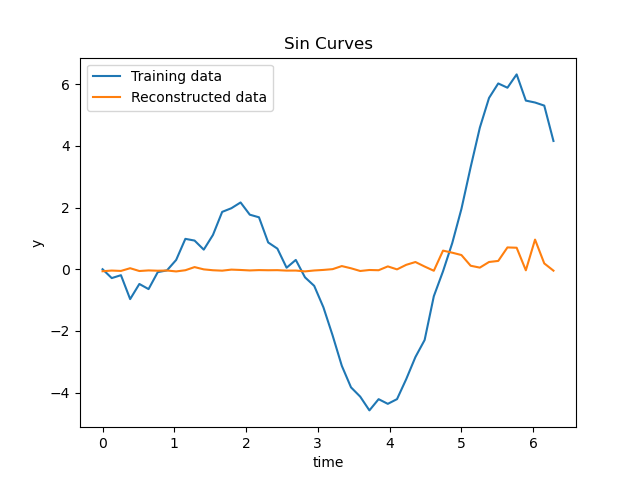 Sin Curves
Training data
Reconstructed data
6
4
2
0
−2
−4
y
0 1 2 3 4 5 6
time